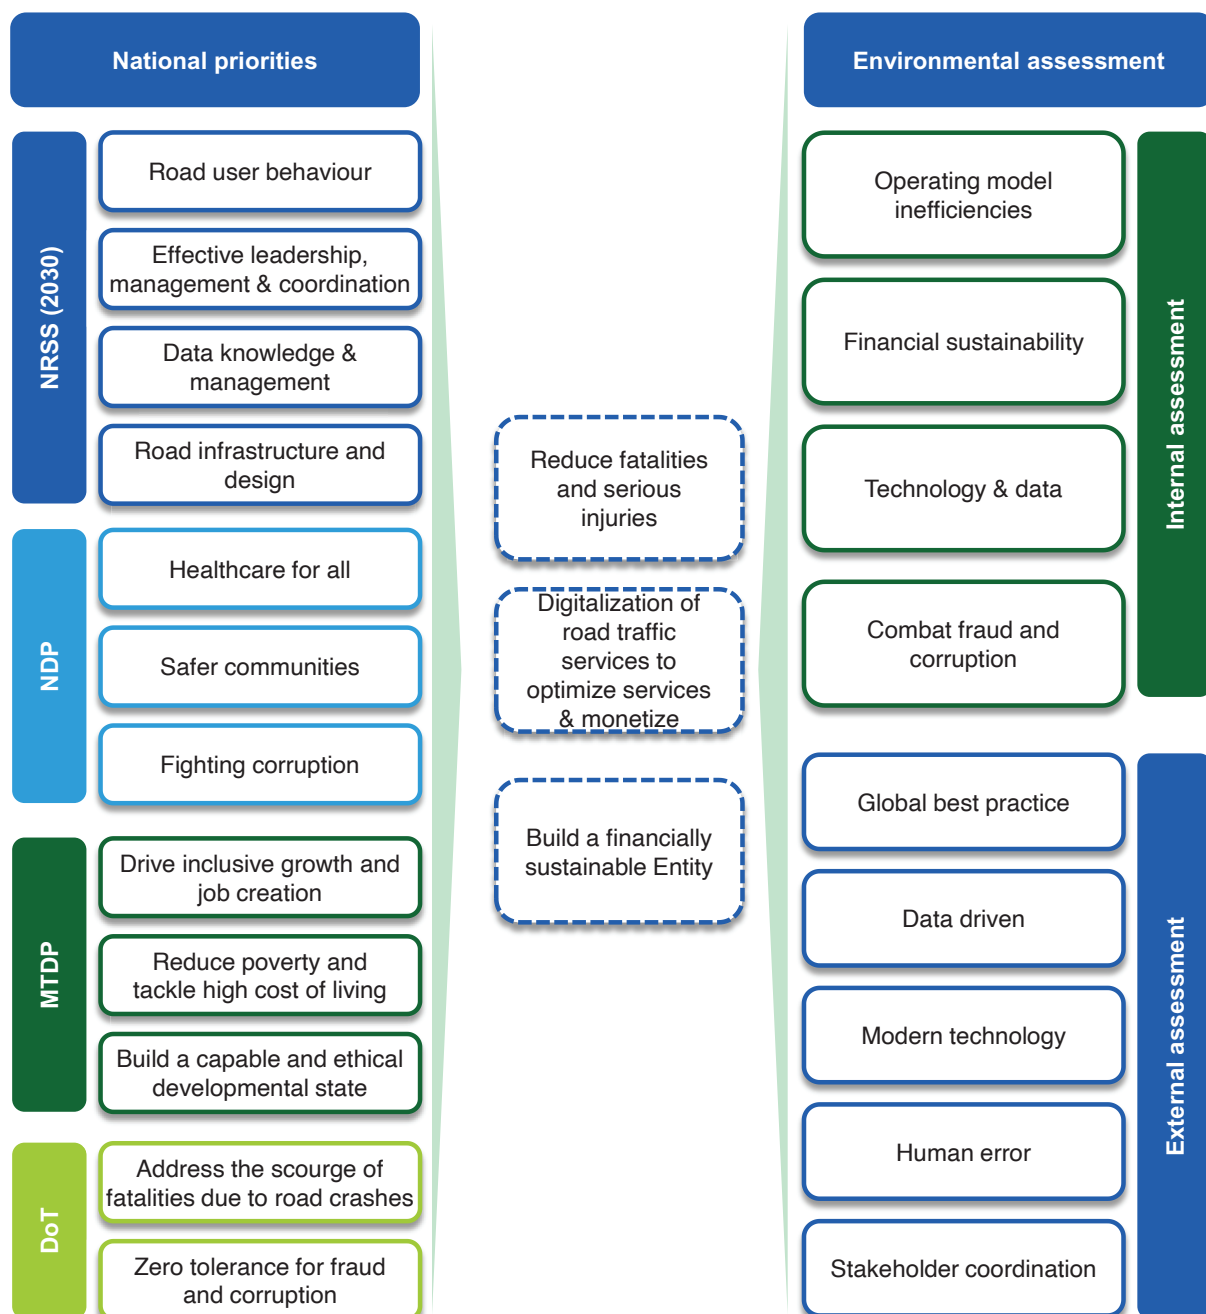 National priorities
NRSS (2030)
Road user behaviour
Effective leadership,
management & coordination
Data knowledge &
management
Road infrastructure and
design
NDP
Healthcare for all
Safer communities
Fighting corruption
MTDP
Drive inclusive growth and
job creation
Reduce poverty and
tackle high cost of living
Build a capable and ethical
developmental state
DoT
Address the scourge of
fatalities due to road crashes
Zero tolerance for fraud
and corruption
Reduce fatalities
and serious
injuries
Digitalization of
road traffic
services to
optimize services
& monetize
Build a financially
sustainable Entity
Environmental assessment
Operating model
inefficiencies
Financial sustainability
Technology & data
Combat fraud and
corruption
Internal assessment
Global best practice
Data driven
Modern technology
Human error
Stakeholder coordination
External assessment